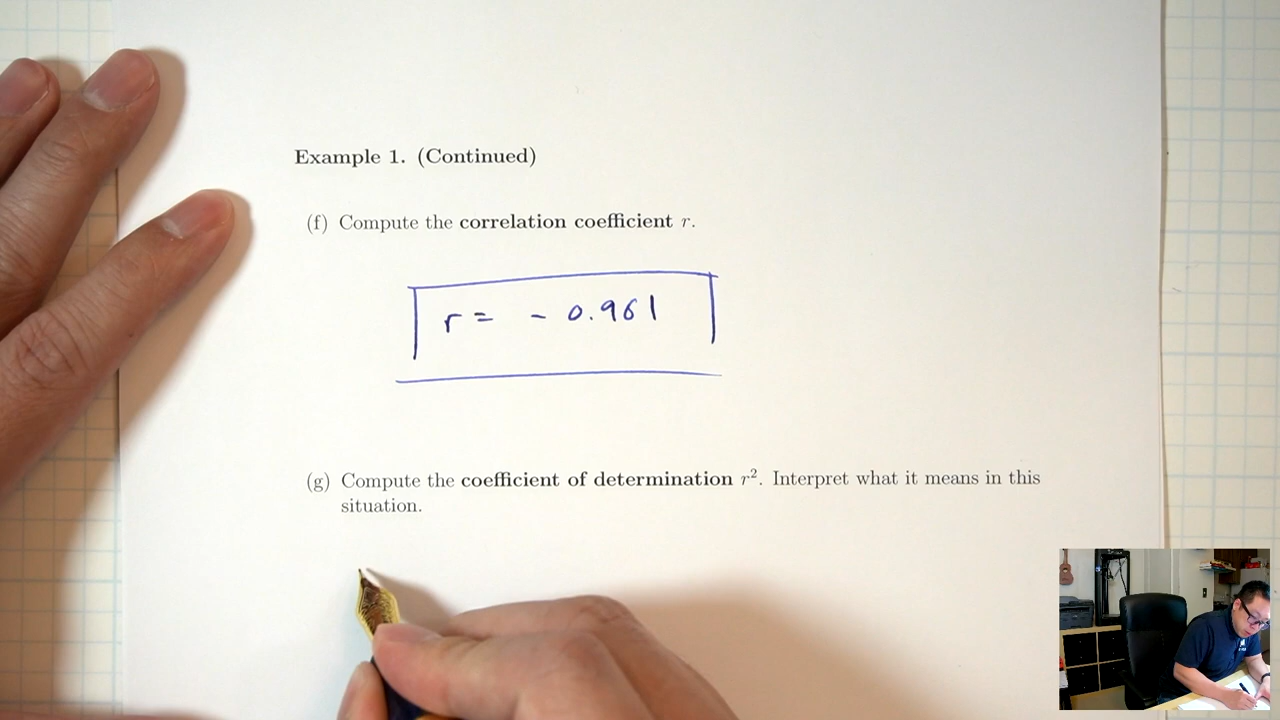 Example 1. (Continued)
(f) Compute the correlation coefficient r.
r = - 0.961
(g) Compute the coefficient of determination r². Interpret what it means in this
situation.